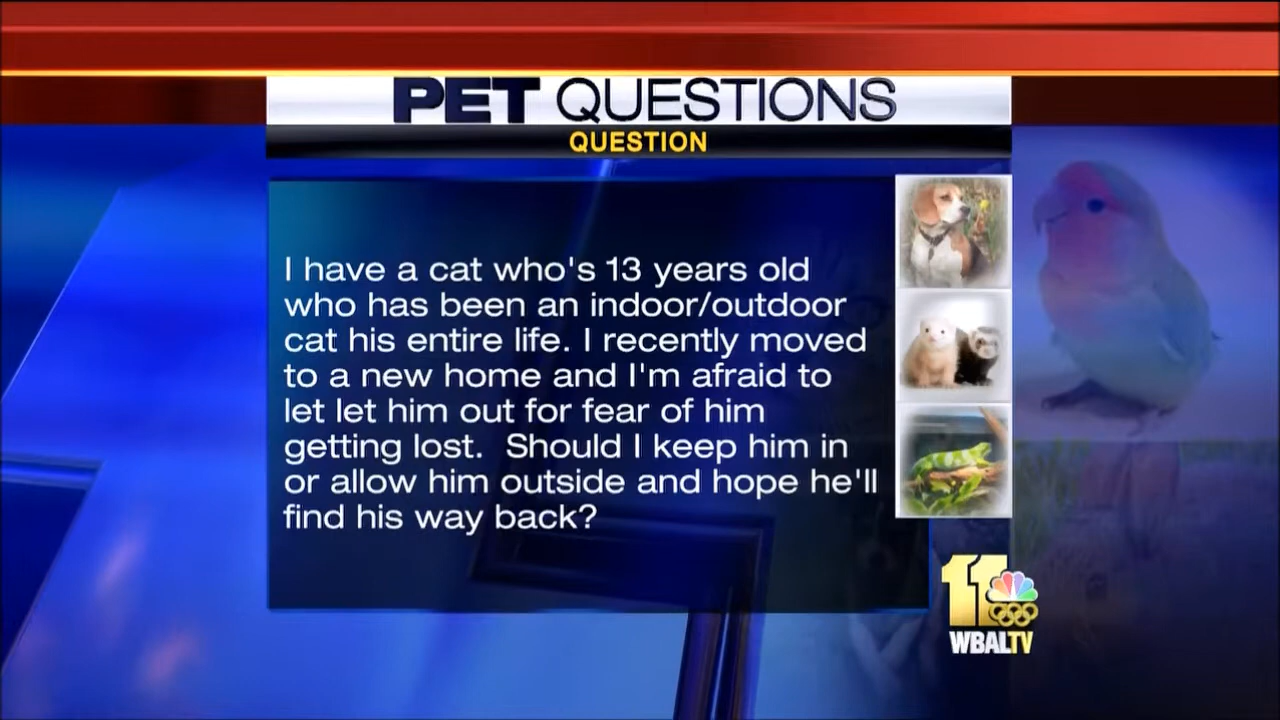 PET QUESTIONS
QUESTION
I have a cat who's 13 years old
who has been an indoor/outdoor
cat his entire life. I recently moved
to a new home and I'm afraid to
let let him out for fear of him
getting lost.  Should I keep him in
or allow him outside and hope he'll
find his way back?
11
WBALTV